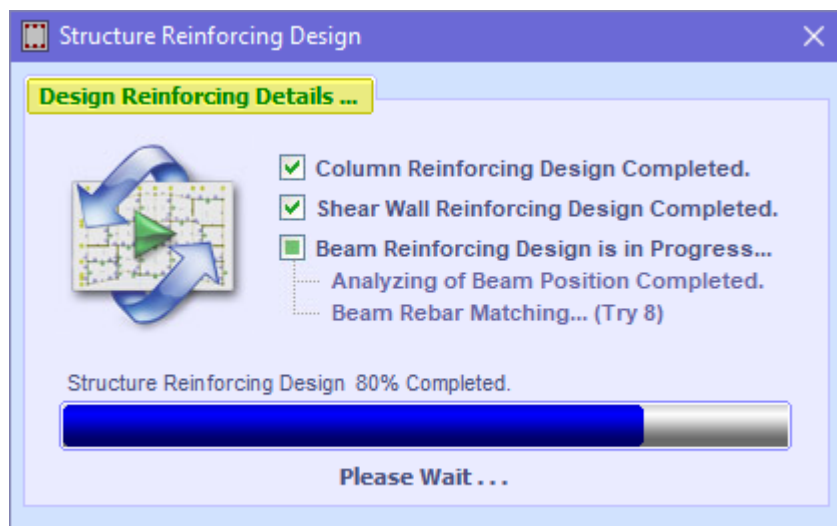 Structure Reinforcing Design
Design Reinforcing Details ...
Column Reinforcing Design Completed.
Shear Wall Reinforcing Design Completed.
Beam Reinforcing Design is in Progress...
Analyzing of Beam Position Completed.
Beam Rebar Matching... (Try 8)
Structure Reinforcing Design 80% Completed.
Please Wait . . .